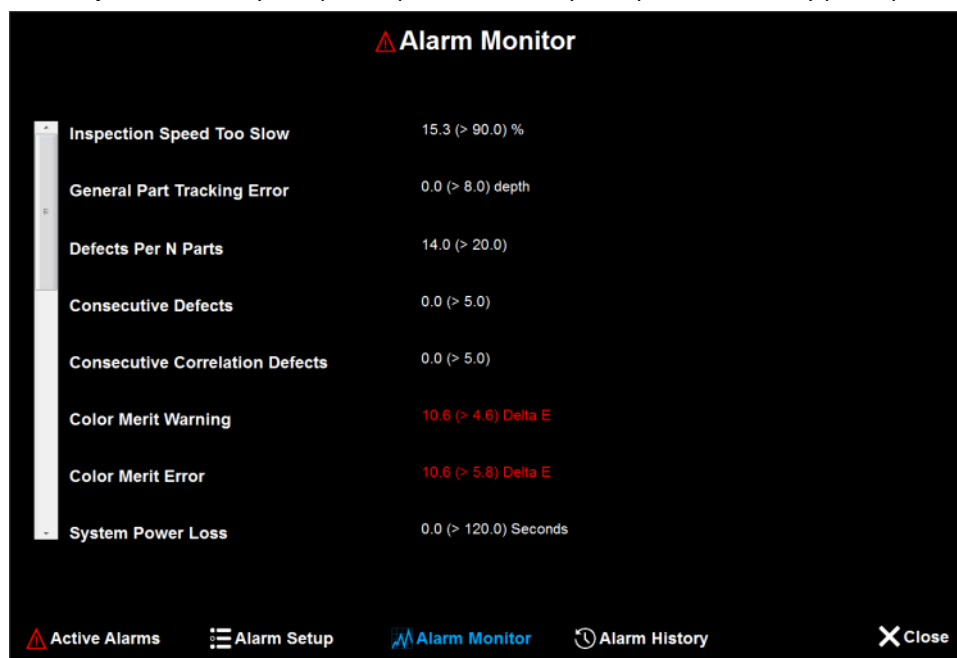 Alarm Monitor
Inspection Speed Too Slow 15.3 (> 90.0) %
General Part Tracking Error 0.0 (> 8.0) depth
Defects Per N Parts 14.0 (> 20.0)
Consecutive Defects 0.0 (> 5.0)
Consecutive Correlation Defects 0.0 (> 5.0)
Color Merit Warning 10.6 (> 4.6) Delta E
Color Merit Error 10.6 (> 5.8) Delta E
System Power Loss 0.0 (> 120.0) Seconds
Active Alarms Alarm Setup Alarm Monitor Alarm History Close